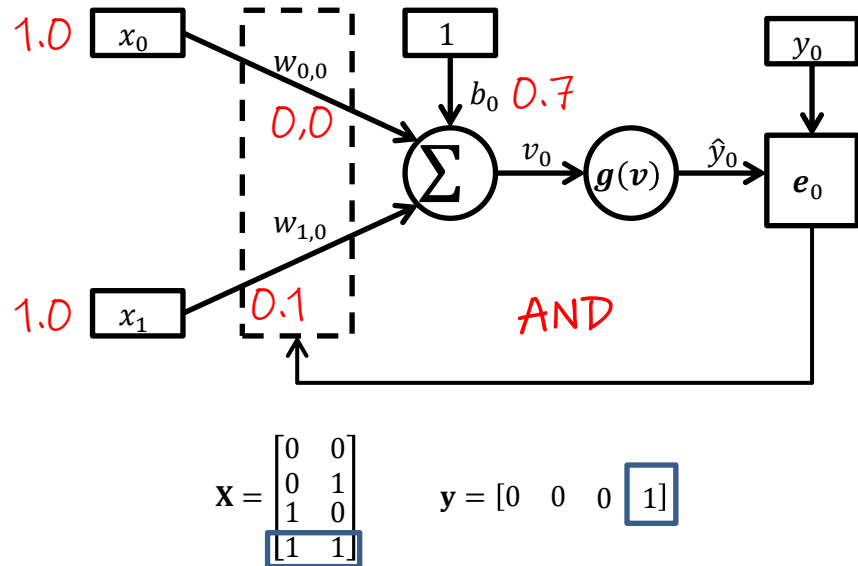 1.0 x₀ 1 y₀
w₀,₀ b₀ 0.7
0,0
∑ v₀ g(v) ŷ₀ e₀
w₁,₀
1.0 x₁ 0.1 AND
X = [0 0
0 1
1 0
1 1] y = [0 0 0 1]